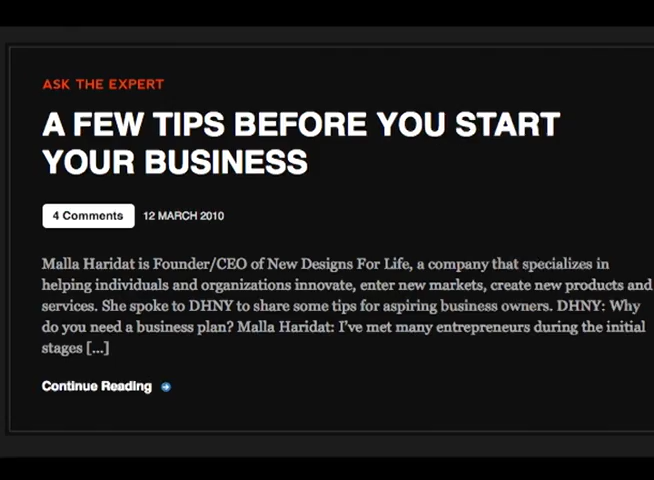 ASK THE EXPERT
A FEW TIPS BEFORE YOU START
YOUR BUSINESS
4 Comments 12 MARCH 2010
Malla Haridat is Founder/CEO of New Designs For Life, a company that specializes in
helping individuals and organizations innovate, enter new markets, create new products and
services. She spoke to DHNY to share some tips for aspiring business owners. DHNY: Why
do you need a business plan? Malla Haridat: I've met many entrepreneurs during the initial
stages [...]
Continue Reading